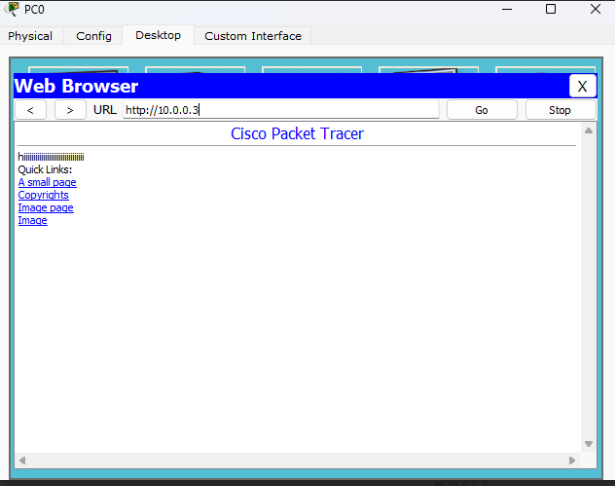 PC0
Physical Config Desktop Custom Interface
Web Browser X
< > URL http://10.0.0.3 Go Stop
Cisco Packet Tracer
hiiiiiiiiiiiiiiiiiiiiiiiiiii
Quick Links:
A small page
Copyrights
Image page
Image